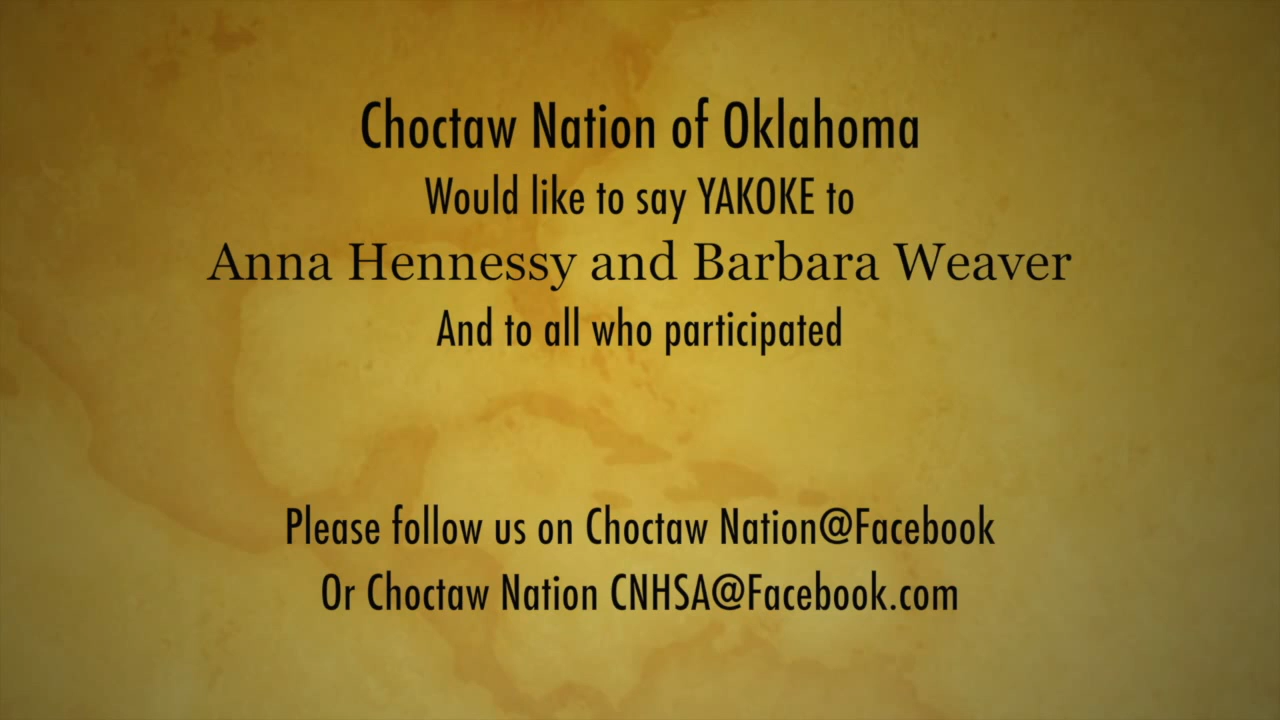 Choctaw Nation of Oklahoma
Would like to say YAKOKE to
Anna Hennessy and Barbara Weaver
And to all who participated
Please follow us on Choctaw Nation@Facebook
Or Choctaw Nation CNHSA@Facebook.com